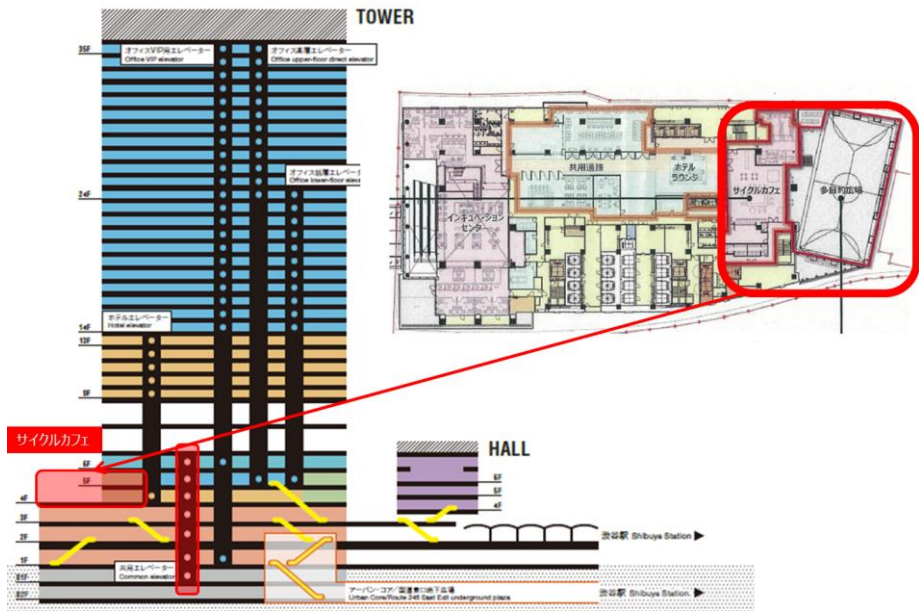 TOWER
35F
オフィスVIP用エレベーター
Office VIP elevator
オフィス高層エレベーター
Office upper-floor direct elevator
オフィス低層エレベーター
Office lower-floor elev
24F
ホテルエレベーター
Hotel elevator
14F
13F
9F
サイクルカフェ
6F
5F
4F
3F
2F
1F
B1F
B2F
共用エレベーター
Common elevator
HALL
6F
5F
4F
渋谷駅 Shibuya Station ▶
アーバン・コア/国道東口地下広場
Urban Core/Route 246 East Exit underground plaza
渋谷駅 Shibuya Station ▶
共用通路
ホテル
ラウンジ
サイクルカフェ
多目的広場
インキュベーション
センター